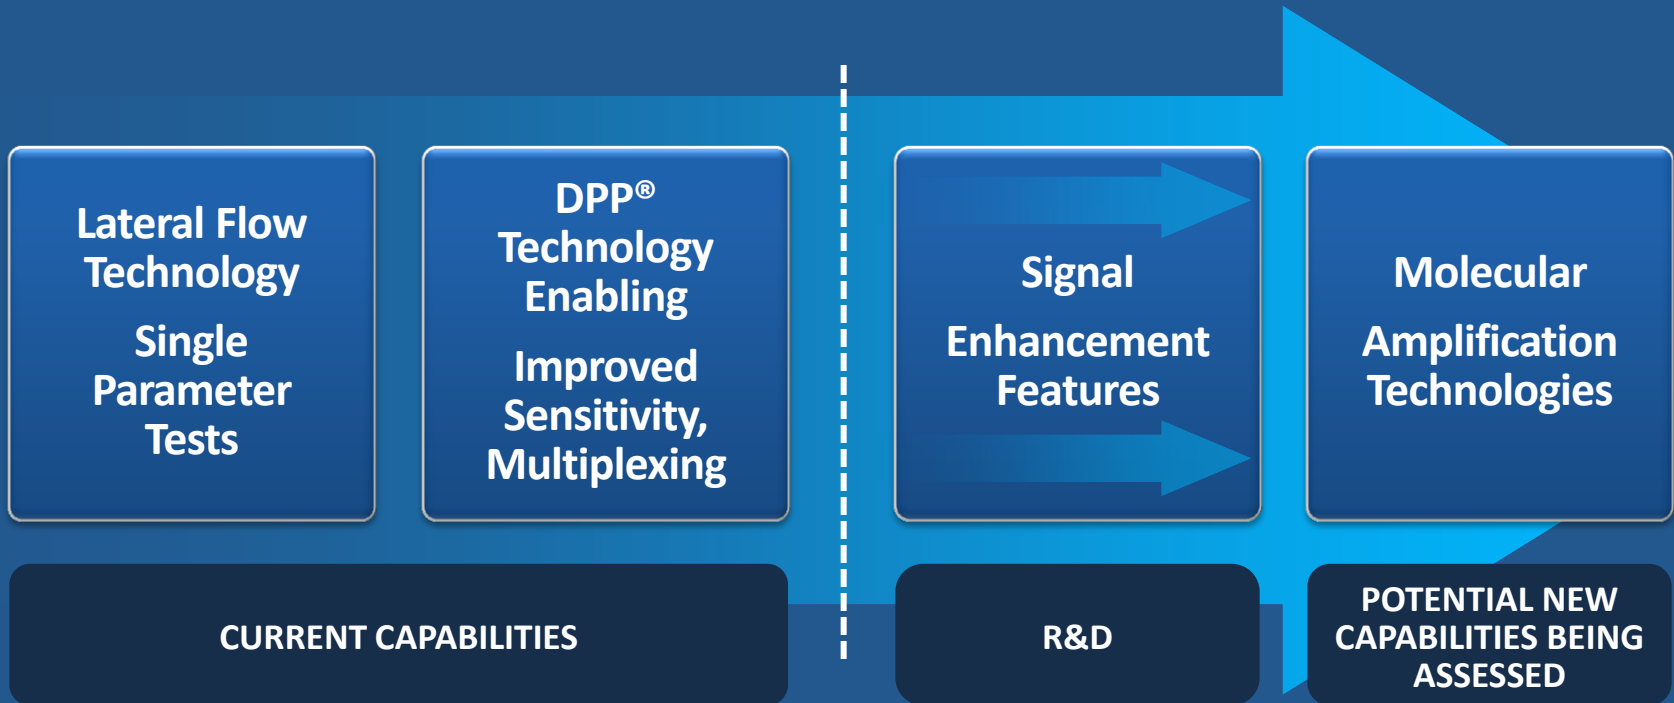 Lateral Flow
Technology
Single
Parameter
Tests
DPP®
Technology
Enabling
Improved
Sensitivity,
Multiplexing
Signal
Enhancement
Features
Molecular
Amplification
Technologies
CURRENT CAPABILITIES
R&D
POTENTIAL NEW
CAPABILITIES BEING
ASSESSED